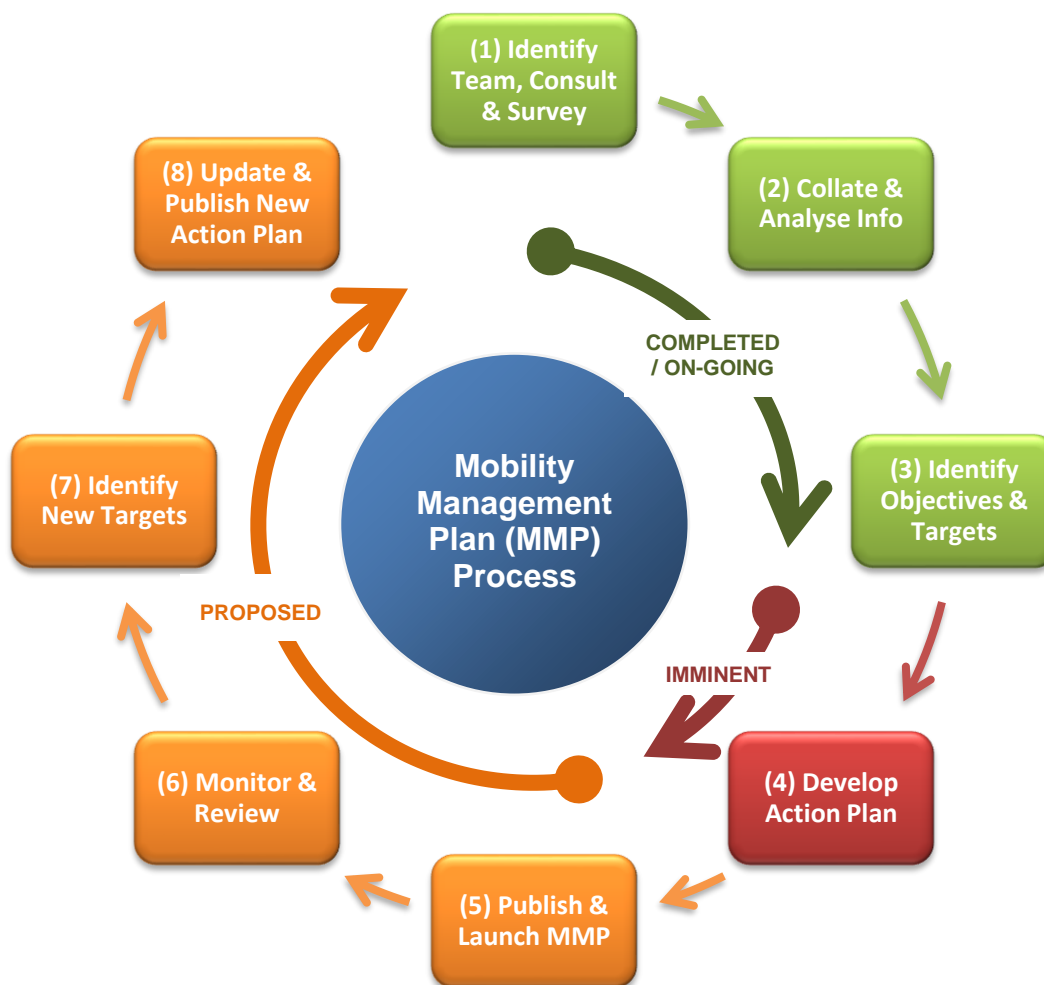 (1) Identify
Team, Consult
& Survey
(2) Collate &
Analyse Info
(3) Identify
Objectives &
Targets
(4) Develop
Action Plan
(5) Publish &
Launch MMP
(6) Monitor &
Review
(7) Identify
New Targets
(8) Update &
Publish New
Action Plan
COMPLETED
/ ON-GOING
IMMINENT
PROPOSED
Mobility
Management
Plan (MMP)
Process